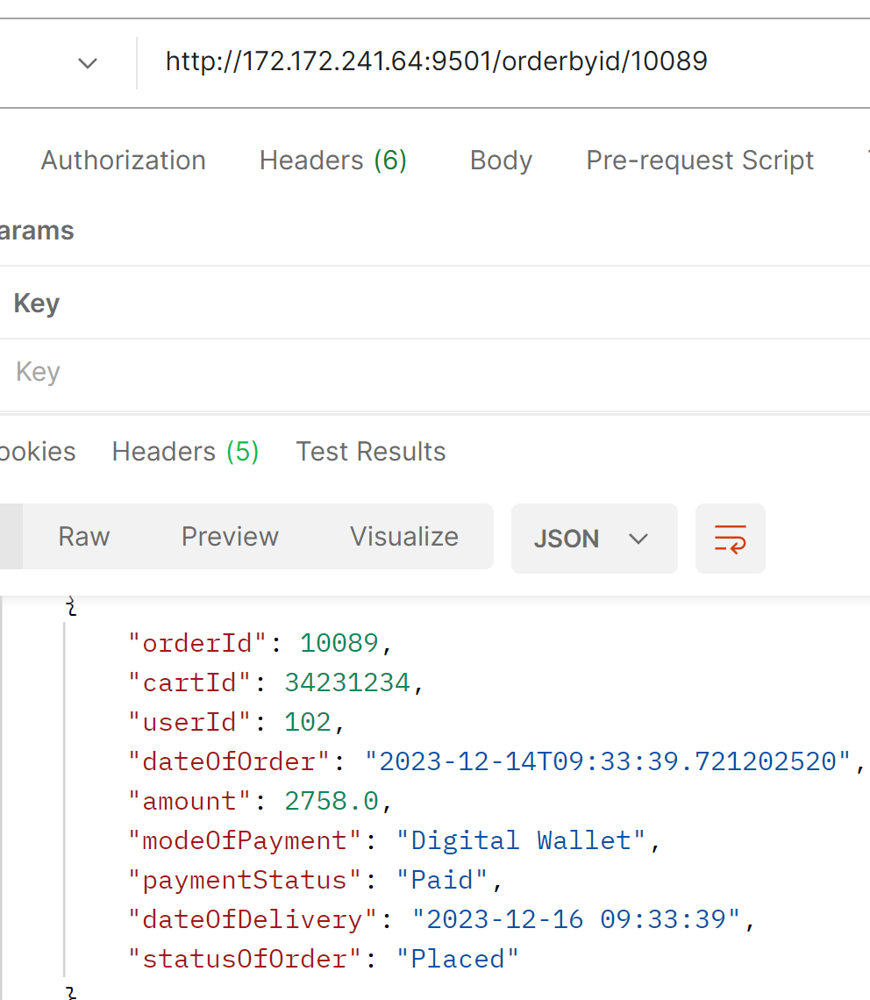 http://172.172.241.64:9501/orderbyid/10089
Authorization Headers (6) Body Pre-request Script
arams
Key
Key
ookies Headers (5) Test Results
Raw Preview Visualize JSON
{
"orderId": 10089,
"cartId": 34231234,
"userId": 102,
"dateOfOrder": "2023-12-14T09:33:39.721202520",
"amount": 2758.0,
"modeOfPayment": "Digital Wallet",
"paymentStatus": "Paid",
"dateOfDelivery": "2023-12-16 09:33:39",
"statusOfOrder": "Placed"
}